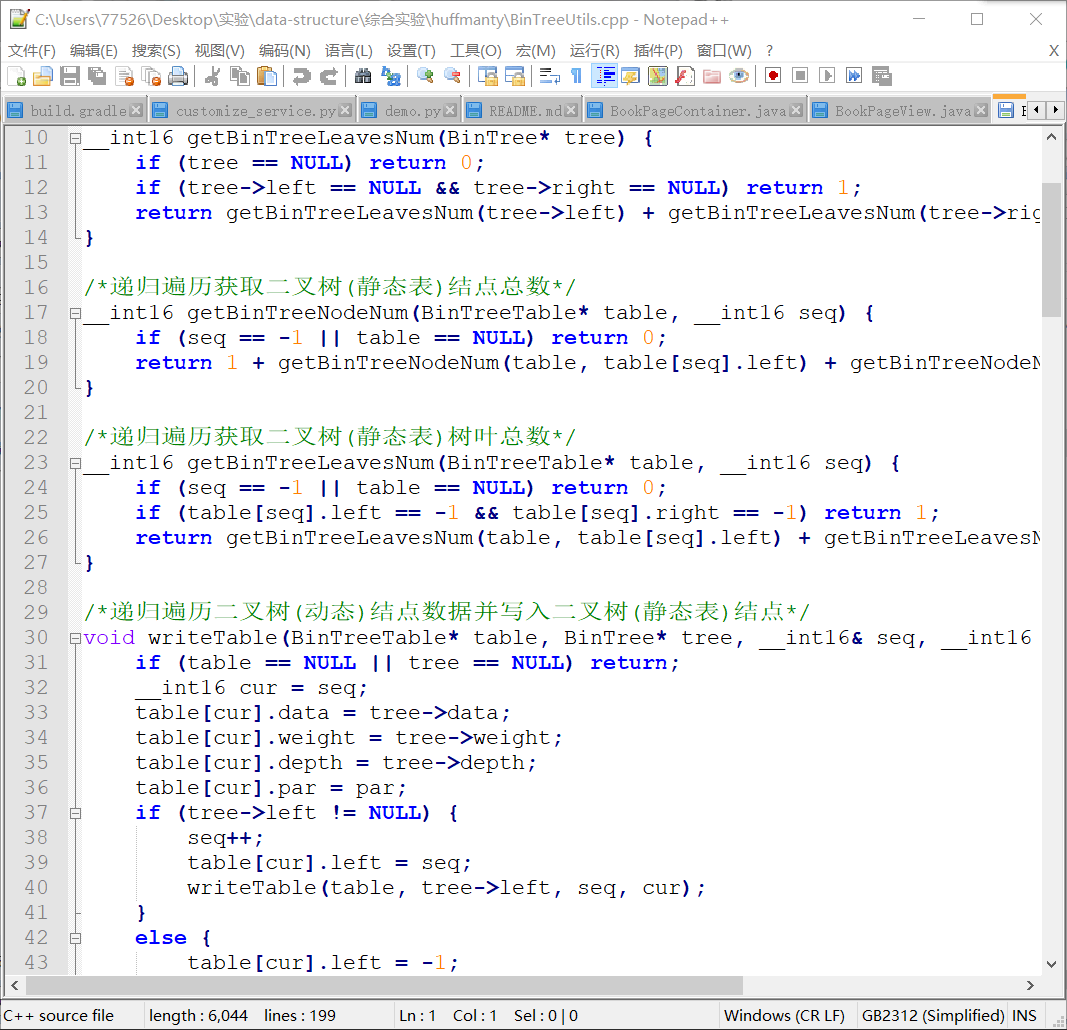 C:\Users\77526\Desktop\实验\data-structure\综合实验\huffmanty\BinTreeUtils.cpp - Notepad++
文件(F) 编辑(E) 搜索(S) 视图(V) 编码(N) 语言(L) 设置(T) 工具(O) 宏(M) 运行(R) 插件(P) 窗口(W) ? X
build.gradle customize_service.py demo.py README.md BookPageContainer.java BookPageView.java
10 __int16 getBinTreeLeavesNum(BinTree* tree) {
11 if (tree == NULL) return 0;
12 if (tree->left == NULL && tree->right == NULL) return 1;
13 return getBinTreeLeavesNum(tree->left) + getBinTreeLeavesNum(tree->rig
14 }
15
16 /*递归遍历获取二叉树(静态表)结点总数*/
17 __int16 getBinTreeNodeNum(BinTreeTable* table, __int16 seq) {
18 if (seq == -1 || table == NULL) return 0;
19 return 1 + getBinTreeNodeNum(table, table[seq].left) + getBinTreeNodeN
20 }
21
22 /*递归遍历获取二叉树(静态表)树叶总数*/
23 __int16 getBinTreeLeavesNum(BinTreeTable* table, __int16 seq) {
24 if (seq == -1 || table == NULL) return 0;
25 if (table[seq].left == -1 && table[seq].right == -1) return 1;
26 return getBinTreeLeavesNum(table, table[seq].left) + getBinTreeLeavesN
27 }
28
29 /*递归遍历二叉树(动态)结点数据并写入二叉树(静态表)结点*/
30 void writeTable(BinTreeTable* table, BinTree* tree, __int16& seq, __int16
31 if (table == NULL || tree == NULL) return;
32 __int16 cur = seq;
33 table[cur].data = tree->data;
34 table[cur].weight = tree->weight;
35 table[cur].depth = tree->depth;
36 table[cur].par = par;
37 if (tree->left != NULL) {
38 seq++;
39 table[cur].left = seq;
40 writeTable(table, tree->left, seq, cur);
41 }
42 else {
43 table[cur].left = -1;
C++ source file length : 6,044 lines : 199 Ln : 1 Col : 1 Sel : 0 | 0 Windows (CR LF) GB2312 (Simplified) INS